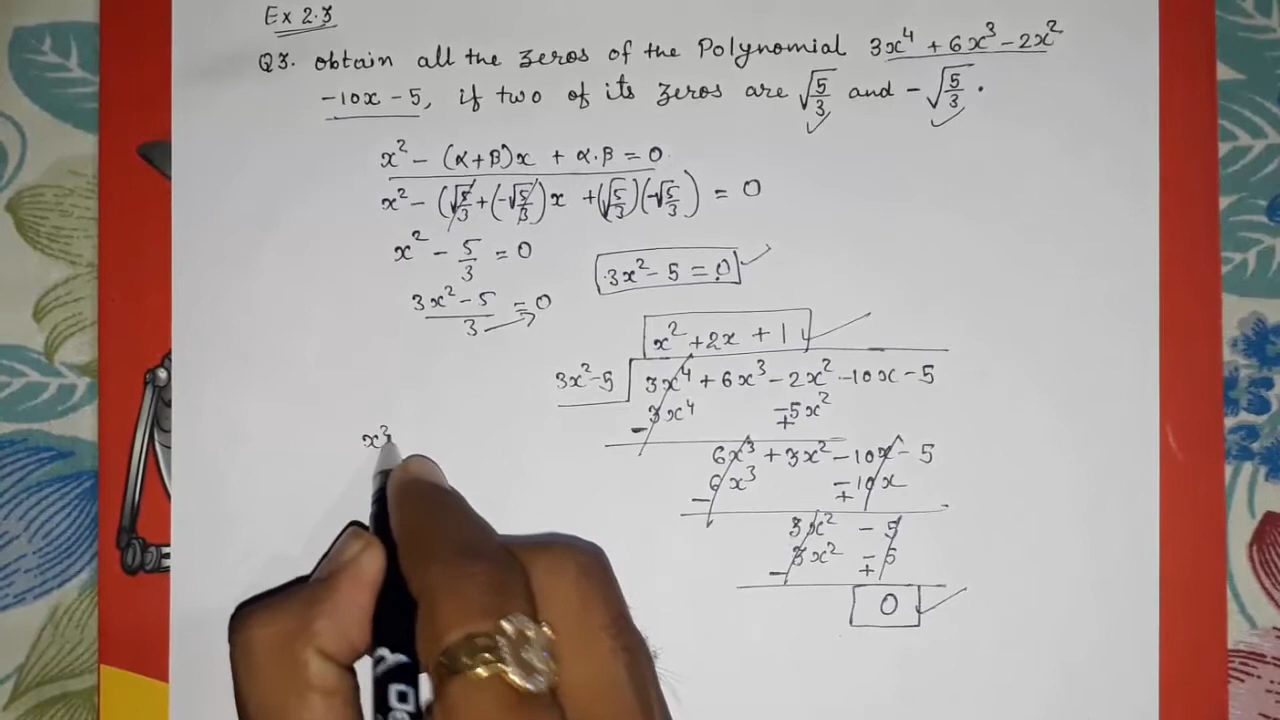 Ex 2.3
Q3. obtain all the zeros of the Polynomial 3x⁴ + 6x³ - 2x²
-10x - 5, if two of its zeros are √5/3 and -√5/3.
x² - (α+β)x + α.β = 0
x² - (√5/3 + (-√5/3)x + (√5/3)(-√5/3) = 0
x² - 5/3 = 0
3x² - 5 = 0
3x² - 5 / 3 = 0
x² + 2x + 1
3x² - 5 3x⁴ + 6x³ - 2x² - 10x - 5
- 3x⁴ -+ 5x²
6x³ + 3x² - 10x - 5
- 6x³ -+ 10x
3x² - 5
- 3x² -+ 5
0